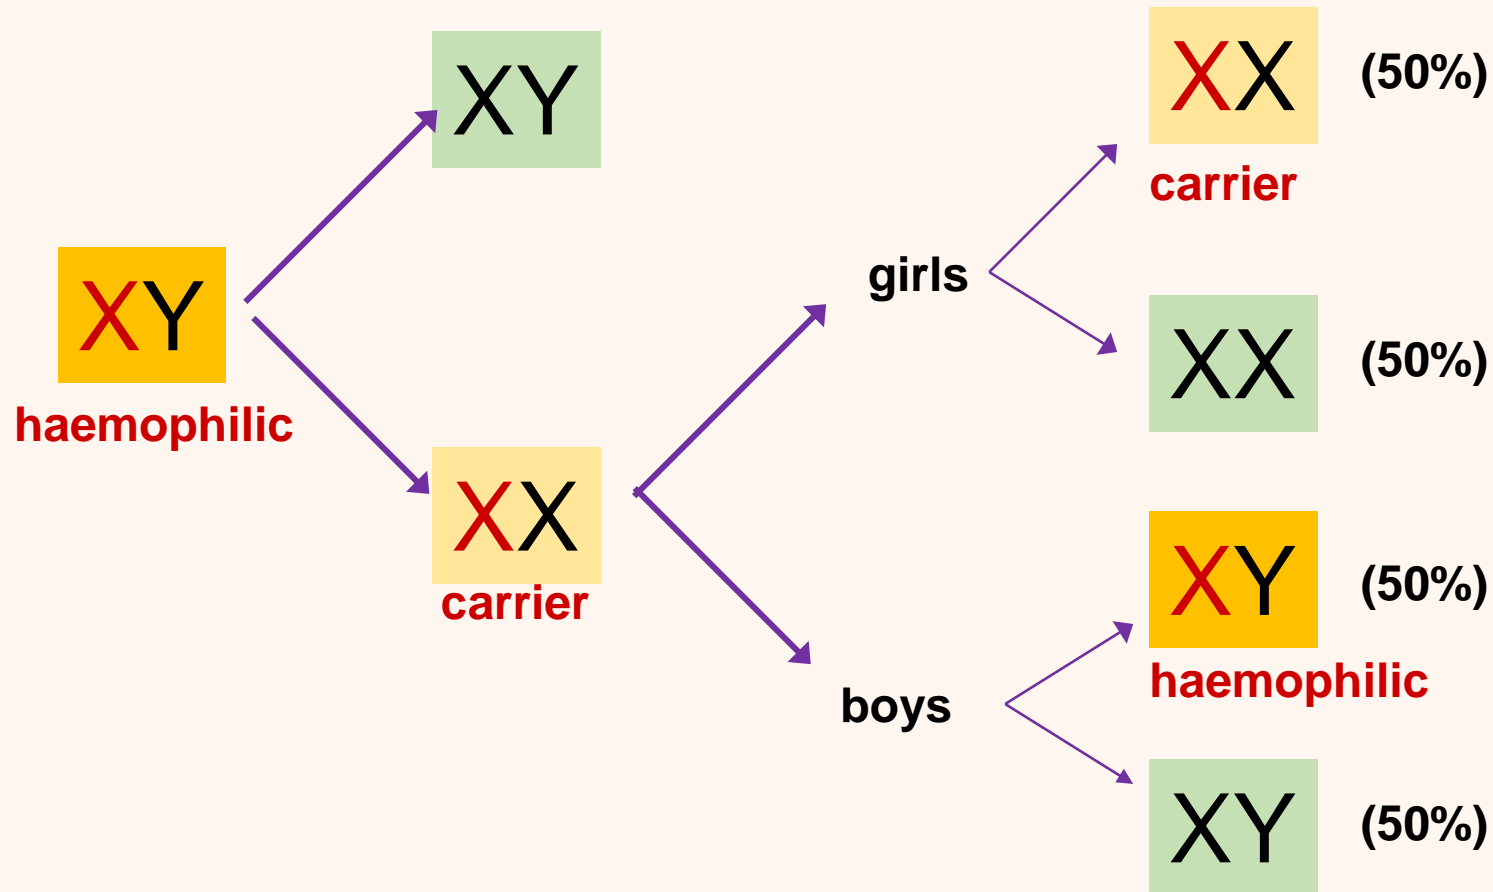 XY
haemophilic
XY
XX
carrier
girls
XX (50%)
carrier
XX (50%)
boys
XY (50%)
haemophilic
XY (50%)